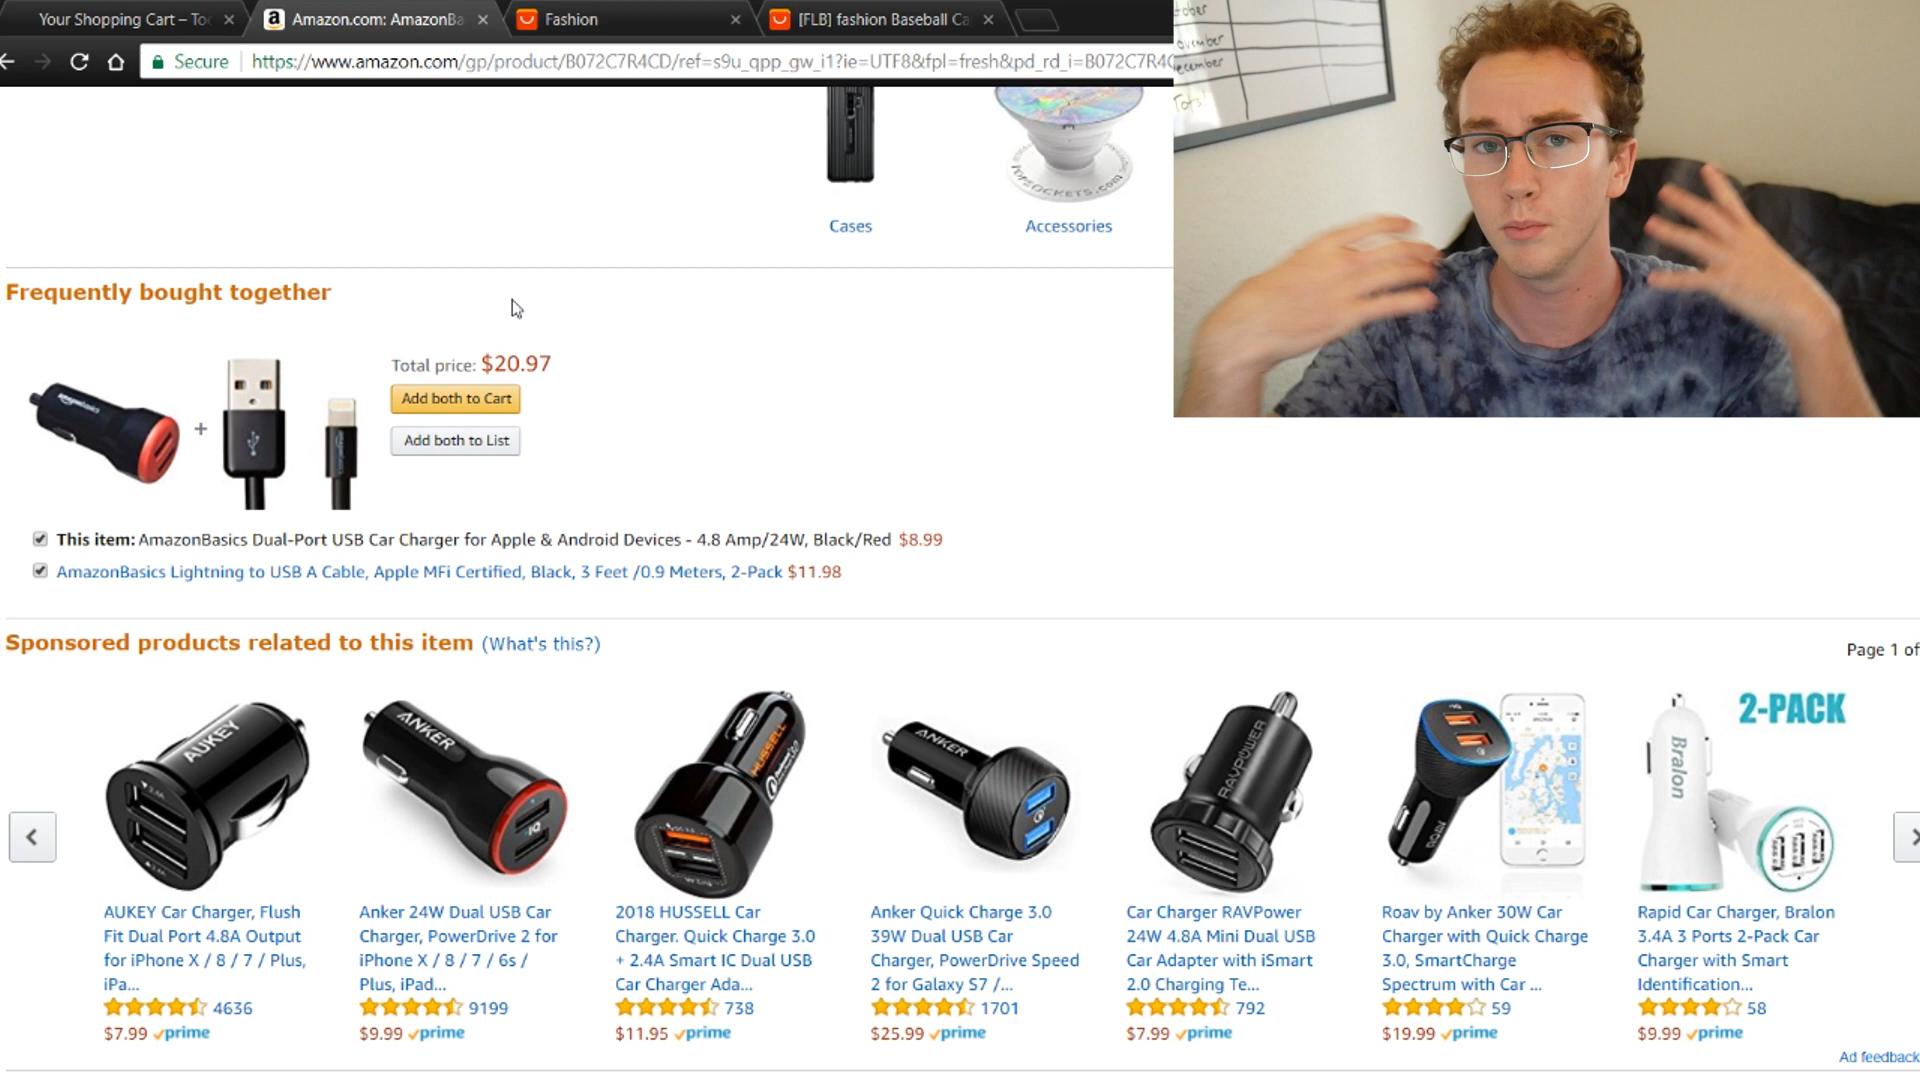 Your Shopping Cart – To
Amazon.com: AmazonBa
Fashion
[FLB] fashion Baseball Ca
Secure
https://www.amazon.com/gp/product/B072C7R4CD/ref=s9u_qpp_gw_i1?ie=UTF8&fpl=fresh&pd_rd_i=B072C7R4C
tober
ovember
ecember
Total
POPSOCKETS.com
Cases
Accessories
Frequently bought together
Total price: $20.97
Add both to Cart
Add both to List
+
amazonbasics
This item: AmazonBasics Dual-Port USB Car Charger for Apple & Android Devices - 4.8 Amp/24W, Black/Red $8.99
AmazonBasics Lightning to USB A Cable, Apple MFi Certified, Black, 3 Feet /0.9 Meters, 2-Pack $11.98
Sponsored products related to this item (What's this?)
Page 1 of
AUKEY
ANKER
IQ
HUSSELL
ANKER
RAVPOWER
ROAV
Bralon
2-PACK
AUKEY Car Charger, Flush
Fit Dual Port 4.8A Output
for iPhone X / 8 / 7 / Plus,
iPa...
4636
$7.99 prime
Anker 24W Dual USB Car
Charger, PowerDrive 2 for
iPhone X / 8 / 7 / 6s /
Plus, iPad...
9199
$9.99 prime
2018 HUSSELL Car
Charger. Quick Charge 3.0
+ 2.4A Smart IC Dual USB
Car Charger Ada...
738
$11.95 prime
Anker Quick Charge 3.0
39W Dual USB Car
Charger, PowerDrive Speed
2 for Galaxy S7 /...
1701
$25.99 prime
Car Charger RAVPower
24W 4.8A Mini Dual USB
Car Adapter with iSmart
2.0 Charging Te...
792
$7.99 prime
Roav by Anker 30W Car
Charger with Quick Charge
3.0, SmartCharge
Spectrum with Car ...
59
$19.99 prime
Rapid Car Charger, Bralon
3.4A 3 Ports 2-Pack Car
Charger with Smart
Identification...
58
$9.99 prime
Ad feedback